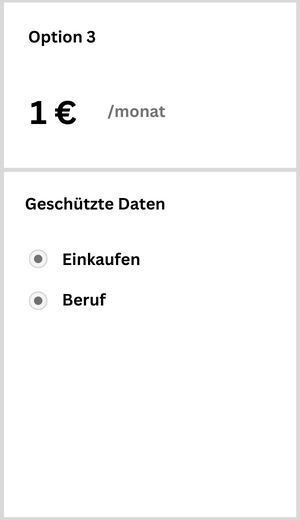 Option 3
1 € /monat
Geschützte Daten
Einkaufen
Beruf